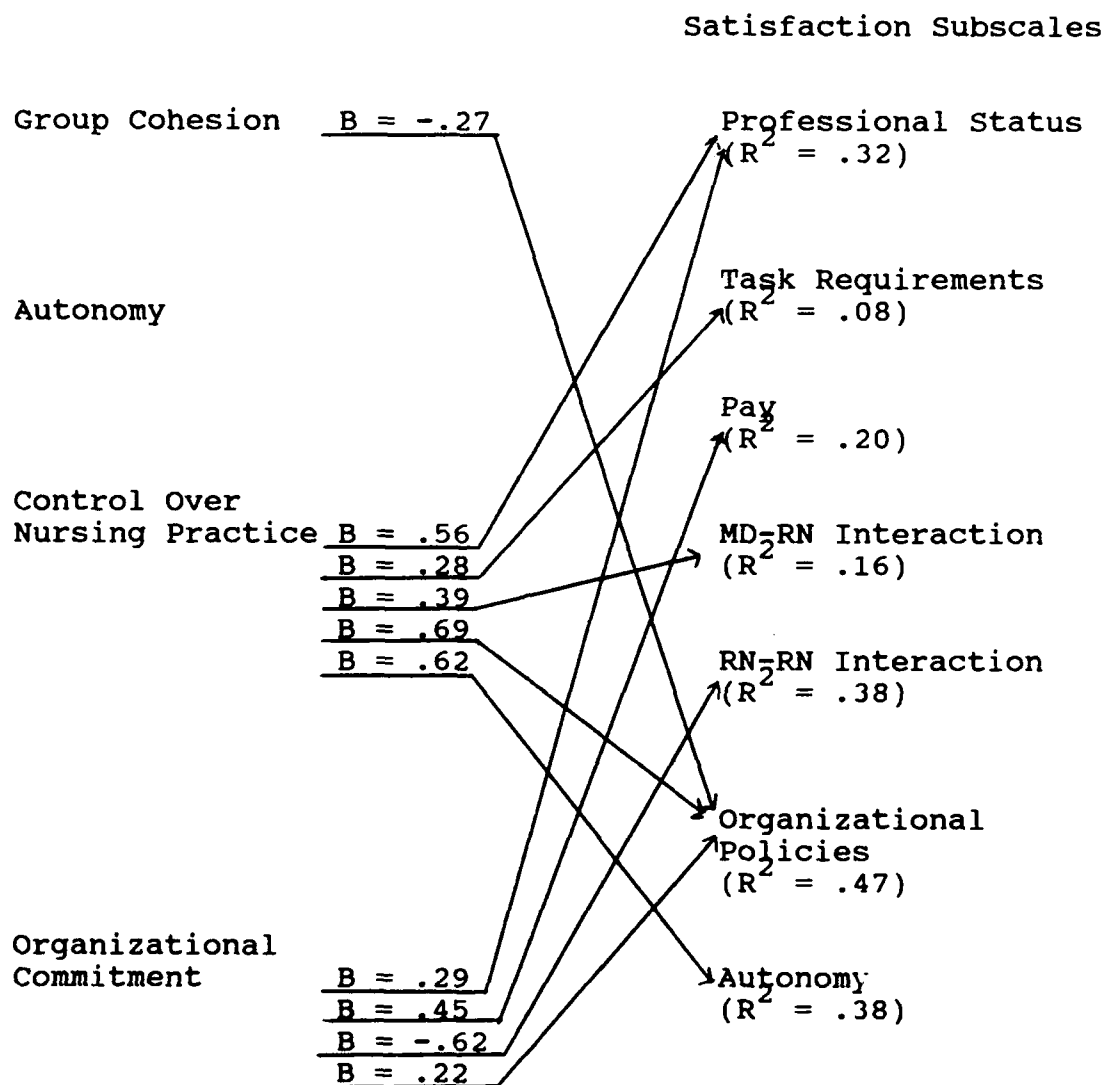 Satisfaction Subscales
Group Cohesion B = -.27
Professional Status
(R² = .32)
Task Requirements
(R² = .08)
Autonomy
Pay
(R² = .20)
Control Over
Nursing Practice B = .56
B = .28
B = .39
B = .69
B = .62
MD-RN Interaction
(R² = .16)
RN-RN Interaction
(R² = .38)
Organizational
Policies
(R² = .47)
Organizational
Commitment B = .29
B = .45
B = -.62
B = .22
Autonomy
(R² = .38)